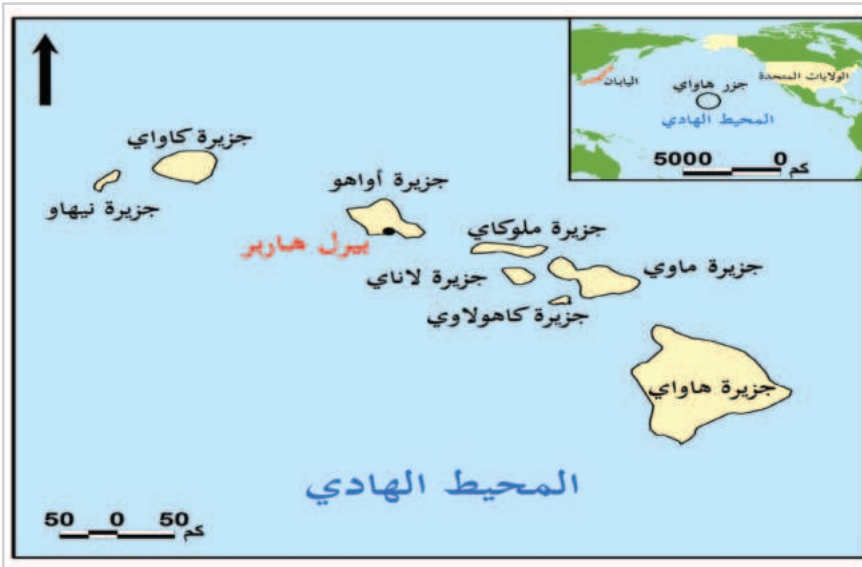 الولايات المتحدة
اليابان
جزر هاواي
المحيط الهادي
5000 0
كم
جزيرة كاواي
جزيرة نيهاو
جزيرة أواهو
بيرل هاربر
جزيرة ملوكاي
جزيرة ماوي
جزيرة لاناي
جزيرة كاهولاوي
جزيرة هاواي
المحيط الهادي
50 0 50
كم